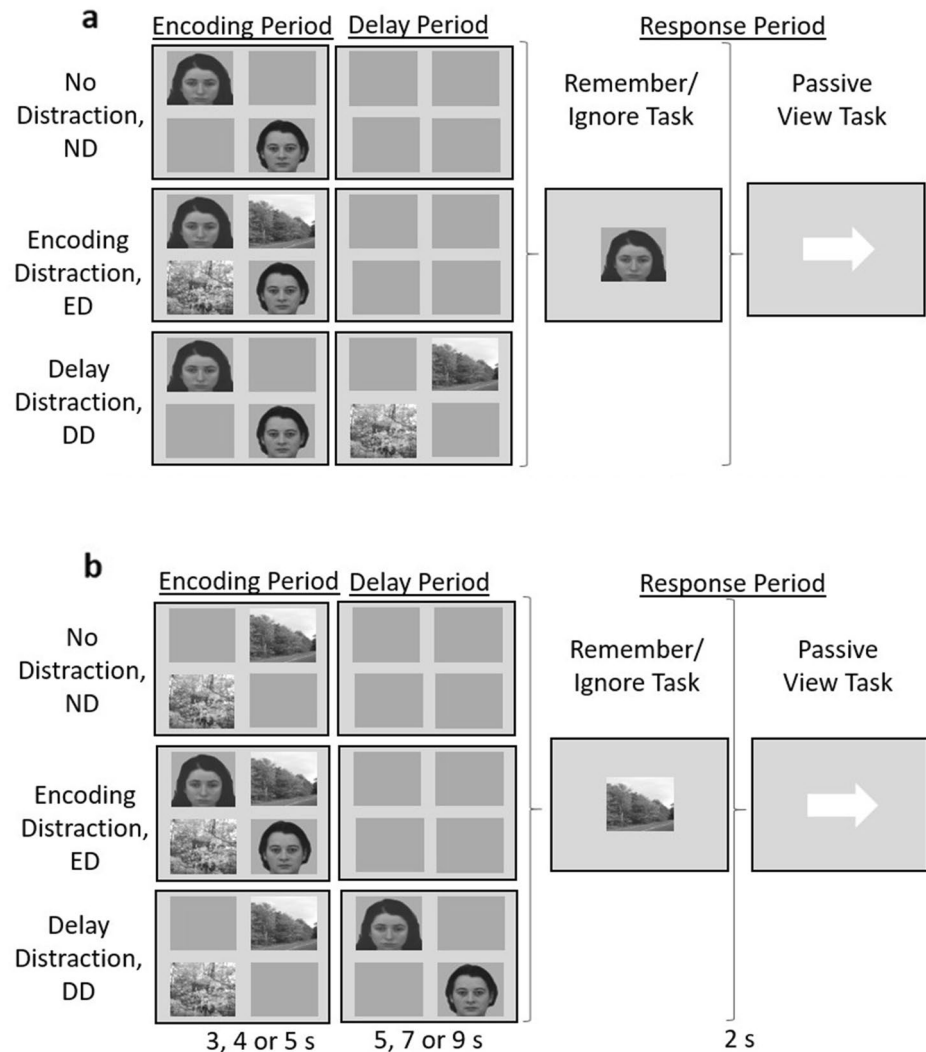 a
Encoding Period Delay Period Response Period
No
Distraction,
ND
Remember/
Ignore Task
Passive
View Task
Encoding
Distraction,
ED
Delay
Distraction,
DD
b
Encoding Period Delay Period Response Period
No
Distraction,
ND
Remember/
Ignore Task
Passive
View Task
Encoding
Distraction,
ED
Delay
Distraction,
DD
3, 4 or 5 s 5, 7 or 9 s 2 s